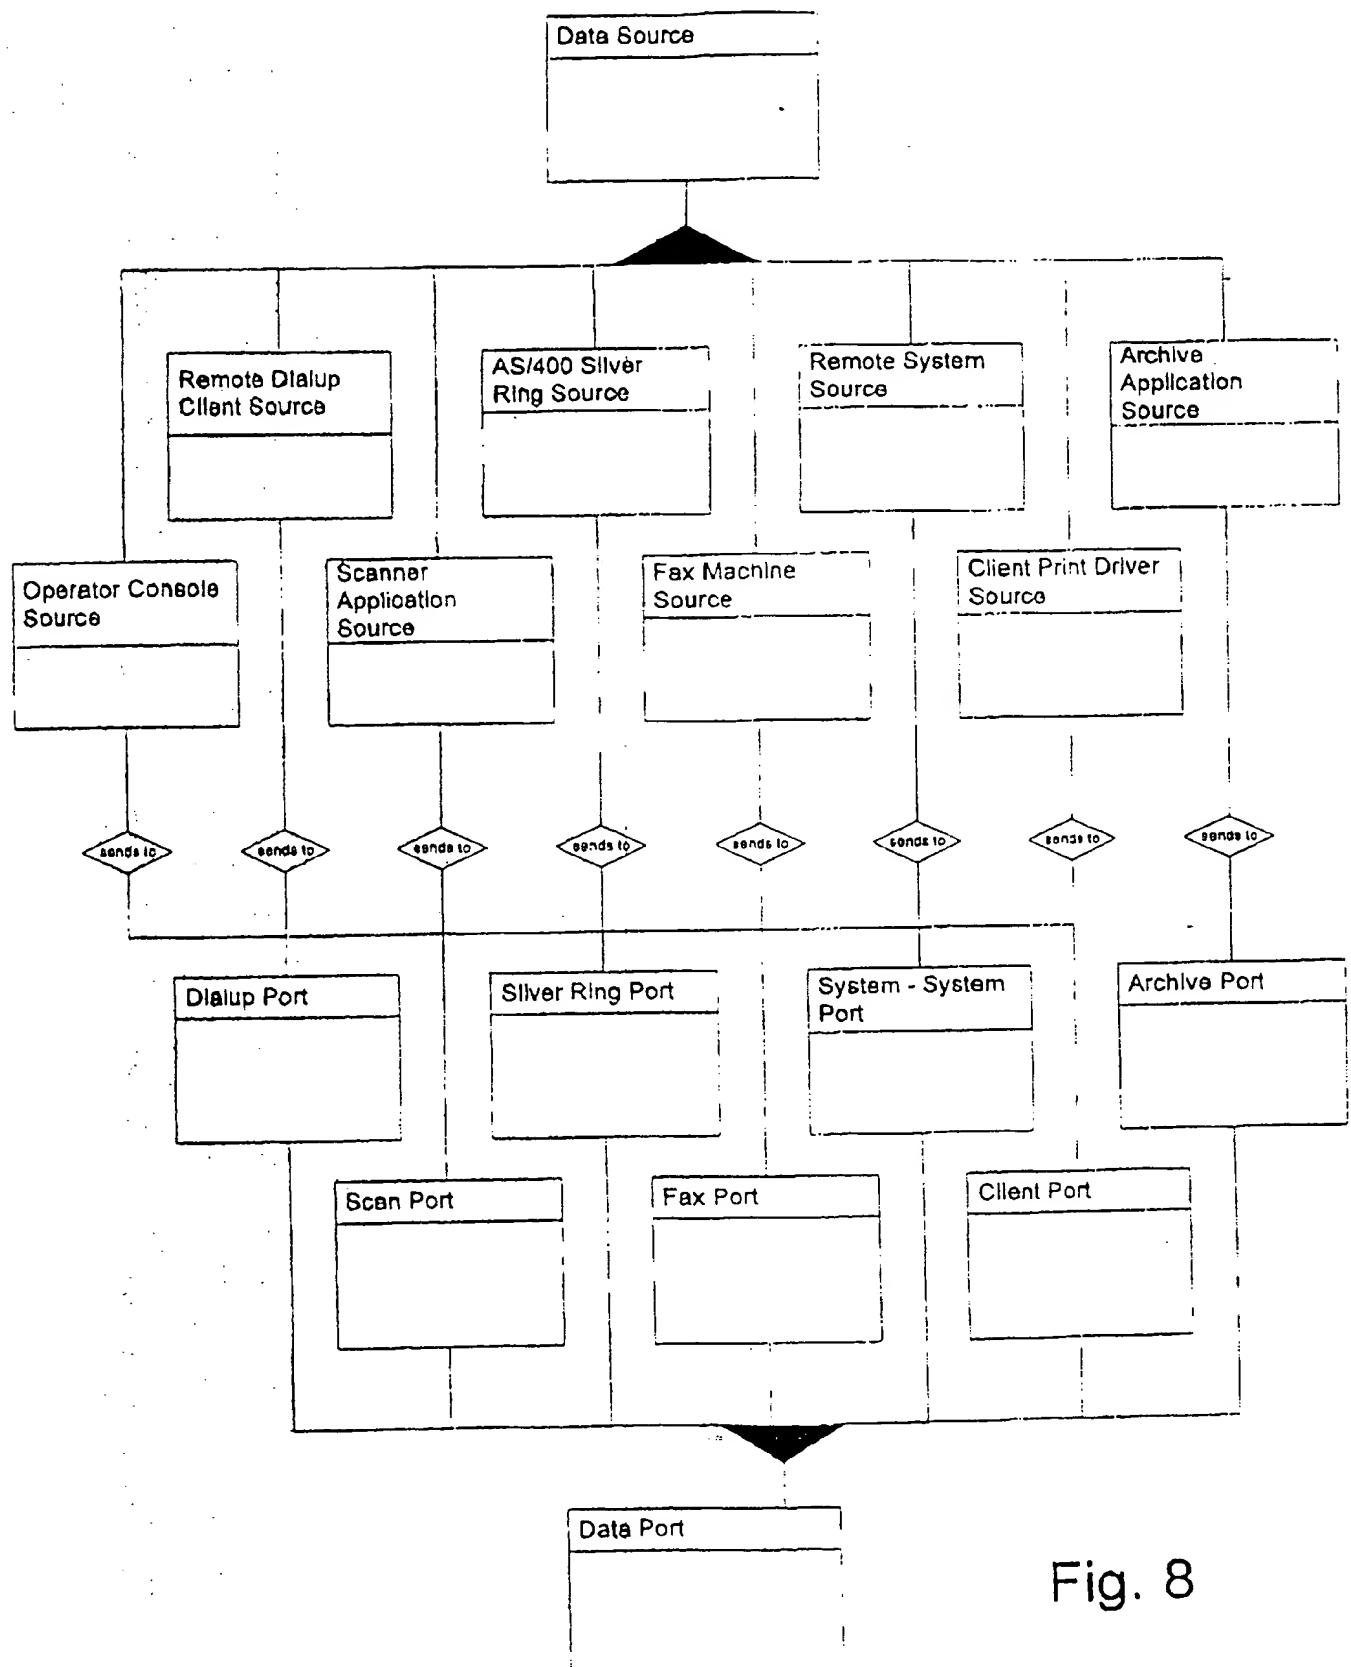 Data Source
Remote Dialup
Client Source
AS/400 Silver
Ring Source
Remote System
Source
Archive
Application
Source
Operator Console
Source
Scanner
Application
Source
Fax Machine
Source
Client Print Driver
Source
sends to
sends to
sends to
sends to
sends to
sends to
sends to
sends to
Dialup Port
Silver Ring Port
System - System
Port
Archive Port
Scan Port
Fax Port
Client Port
Data Port
Fig. 8